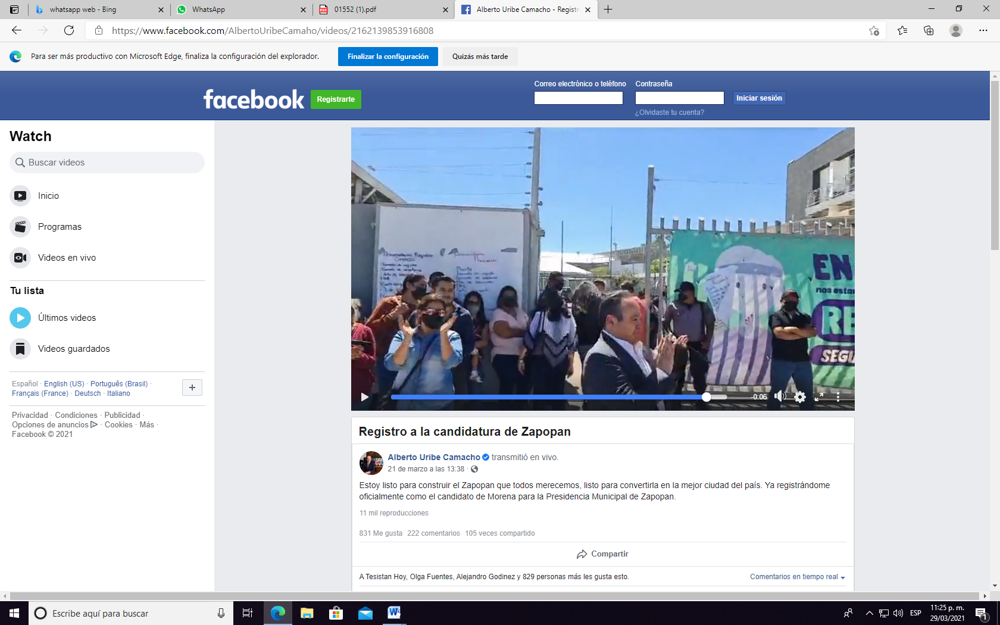 whatsapp web - Bing
WhatsApp
01552 (1).pdf
Alberto Uribe Camacho - Registr
https://www.facebook.com/AlbertoUribeCamaho/videos/2162139853916808
Para ser más productivo con Microsoft Edge, finaliza la configuración del explorador.
Finalizar la configuración
Quizás más tarde
facebook
Registrarte
Correo electrónico o teléfono
Contraseña
Iniciar sesión
¿Olvidaste tu cuenta?
Watch
Buscar videos
Inicio
Programas
Videos en vivo
Tu lista
Últimos videos
Videos guardados
Español · English (US) · Português (Brasil) ·
Français (France) · Deutsch · Italiano
Privacidad · Condiciones · Publicidad ·
Opciones de anuncios · Cookies · Más ·
Facebook © 2021
EN
nos esta
RE
SEGU
-0:06
Registro a la candidatura de Zapopan
Alberto Uribe Camacho transmitió en vivo.
21 de marzo a las 13:38 ·
Estoy listo para construir el Zapopan que todos merecemos, listo para convertirla en la mejor ciudad del país. Ya registrándome
oficialmente como el candidato de Morena para la Presidencia Municipal de Zapopan.
11 mil reproducciones
831 Me gusta 222 comentarios 105 veces compartido
Compartir
A Tesistan Hoy, Olga Fuentes, Alejandro Godinez y 829 personas más les gusta esto.
Comentarios en tiempo real
Escribe aquí para buscar
ESP
11:25 p. m.
29/03/2021
1